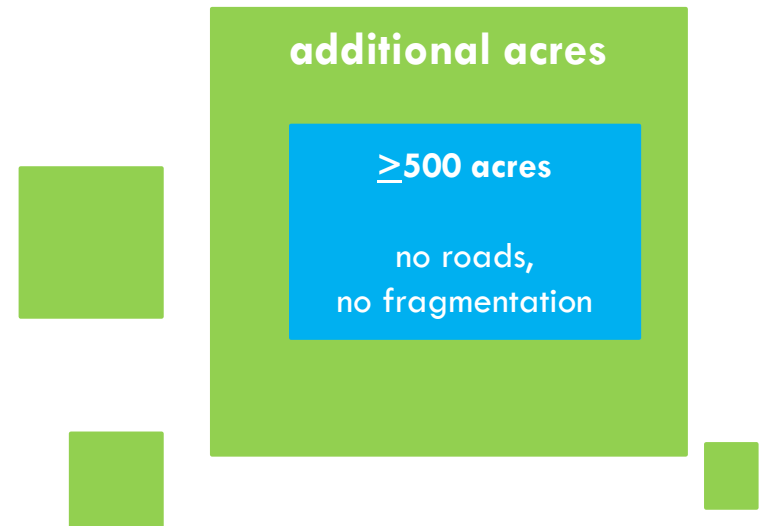 additional acres
≥500 acres
no roads,
no fragmentation